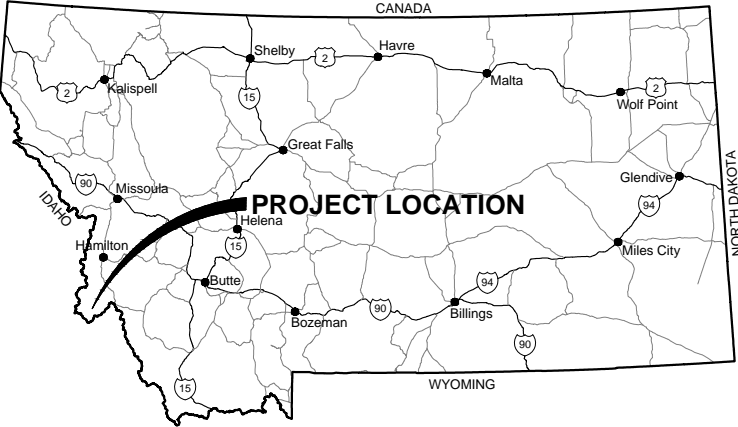 CANADA
Shelby
2
Havre
2
Kalispell
15
Malta
2
Wolf Point
Great Falls
90
Missoula
IDAHO
Glendive
94
NORTH DAKOTA
PROJECT LOCATION
Helena
15
Hamilton
Miles City
Butte
94
90
Billings
Bozeman
90
WYOMING
15